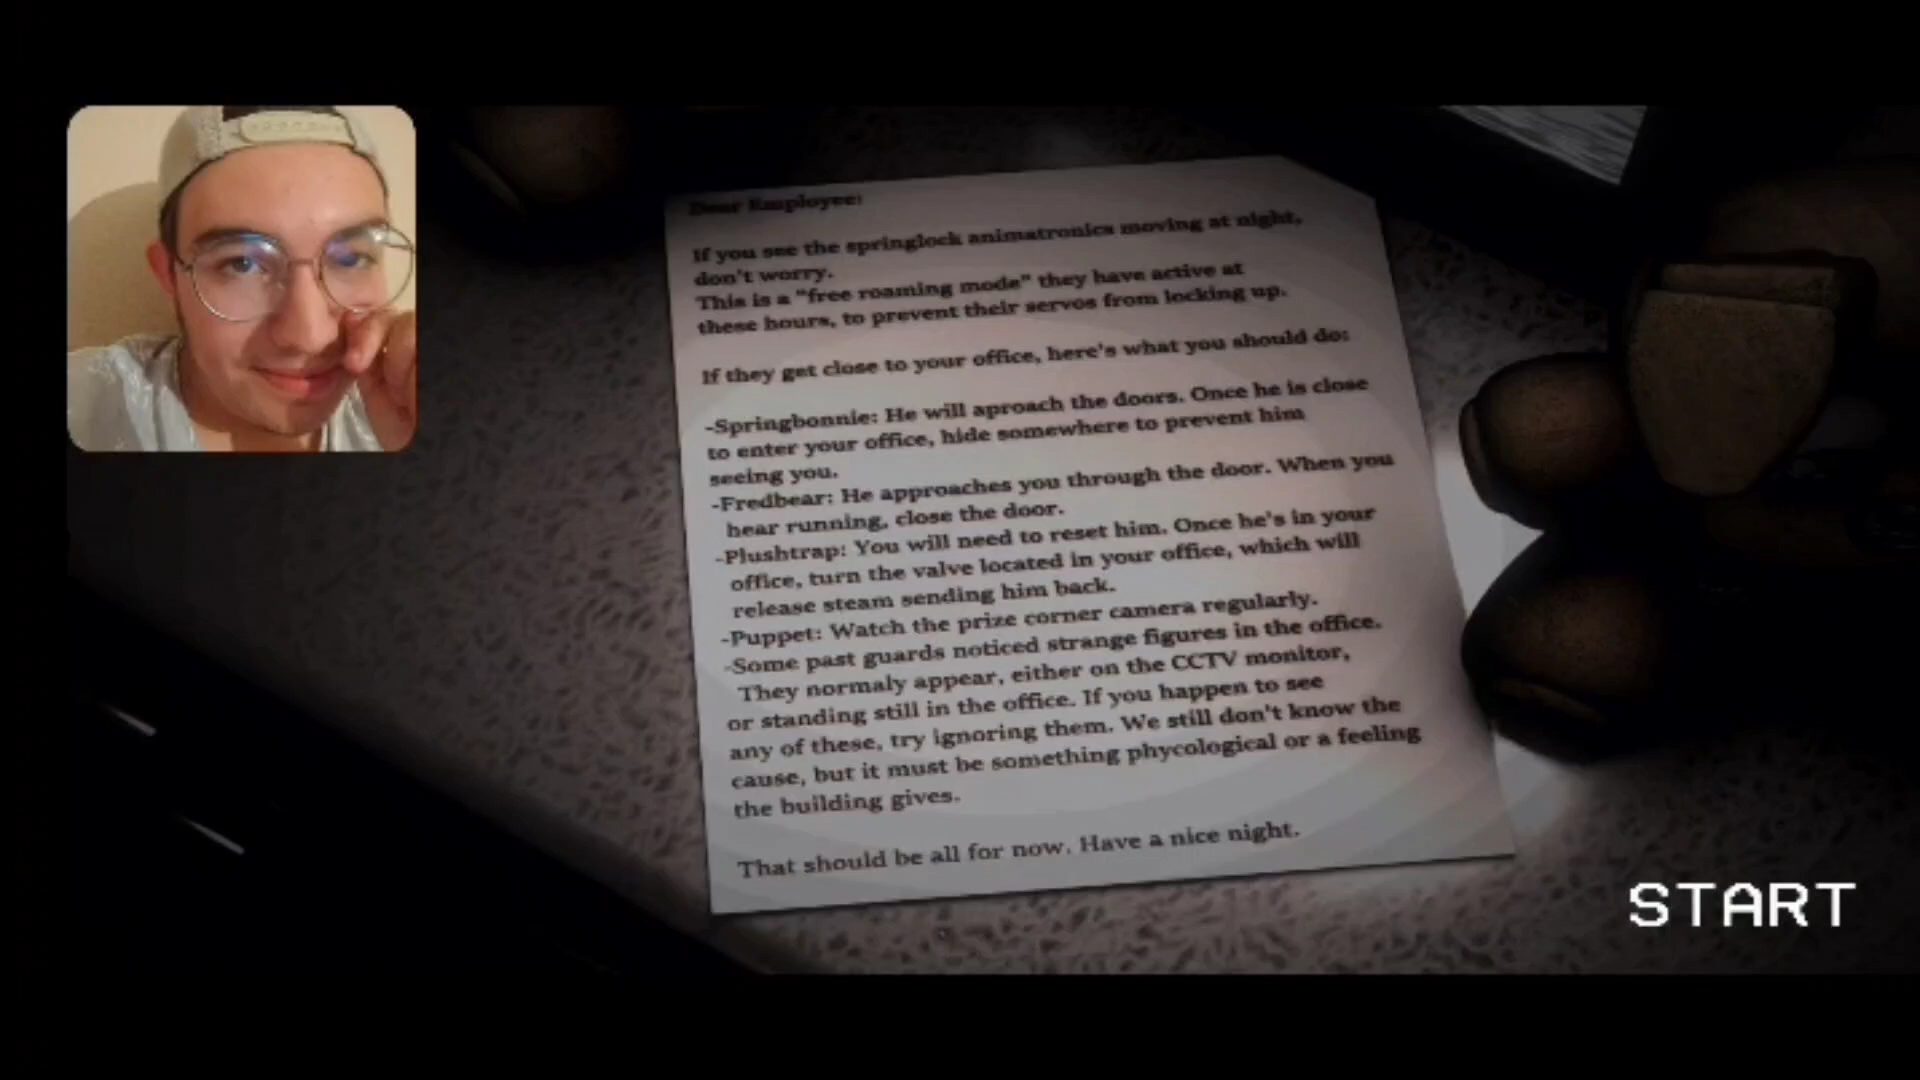 Dear Employee:
If you see the springlock animatronics moving at night,
don't worry.
This is a "free roaming mode" they have active at
these hours, to prevent their servos from locking up.
If they get close to your office, here's what you should do:
-Springbonnie: He will aproach the doors. Once he is close
to enter your office, hide somewhere to prevent him
seeing you.
-Fredbear: He approaches you through the door. When you
hear running, close the door.
-Plushtrap: You will need to reset him. Once he's in your
office, turn the valve located in your office, which will
release steam sending him back.
-Puppet: Watch the prize corner camera regularly.
-Some past guards noticed strange figures in the office.
They normaly appear, either on the CCTV monitor,
or standing still in the office. If you happen to see
any of these, try ignoring them. We still don't know the
cause, but it must be something phycological or a feeling
the building gives.
That should be all for now. Have a nice night.
START